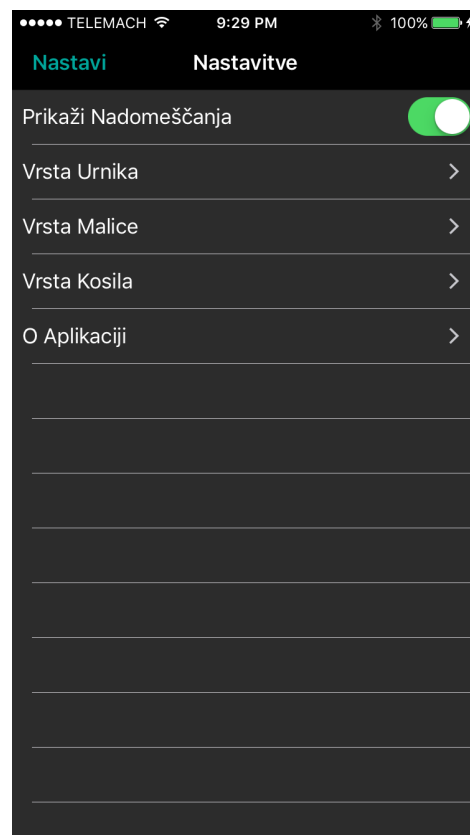 TELEMACH 9:29 PM 100%
Nastavi Nastavitve
Prikaži Nadomeščanja
Vrsta Urnika
Vrsta Malice
Vrsta Kosila
O Aplikaciji